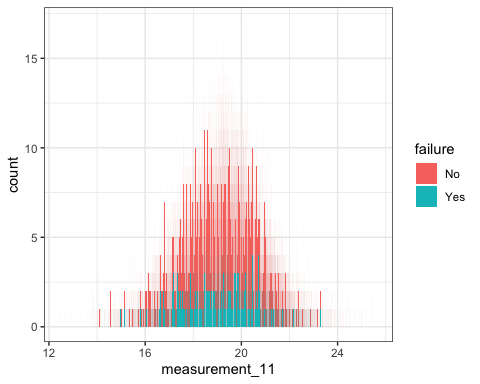 15
10
5
0
count
12
16
20
24
measurement_11
failure
No
Yes